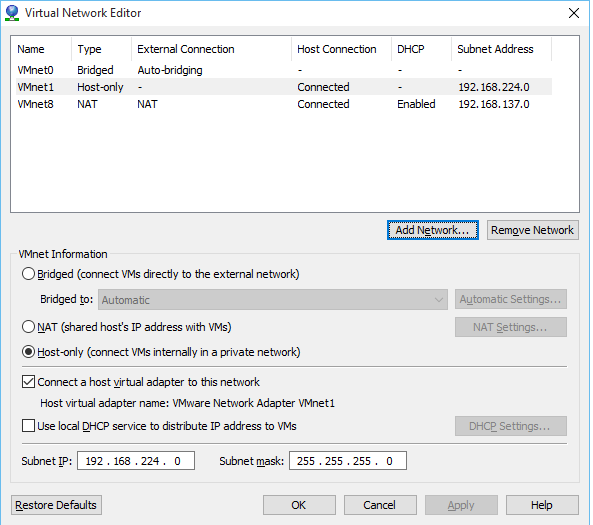 Virtual Network Editor
Name Type External Connection Host Connection DHCP Subnet Address
VMnet0 Bridged Auto-bridging - - -
VMnet1 Host-only - Connected - 192.168.224.0
VMnet8 NAT NAT Connected Enabled 192.168.137.0
Add Network... Remove Network
VMnet Information
Bridged (connect VMs directly to the external network)
Bridged to: Automatic Automatic Settings...
NAT (shared host's IP address with VMs) NAT Settings...
Host-only (connect VMs internally in a private network)
Connect a host virtual adapter to this network
Host virtual adapter name: VMware Network Adapter VMnet1
Use local DHCP service to distribute IP address to VMs DHCP Settings...
Subnet IP: 192 . 168 . 224 . 0 Subnet mask: 255 . 255 . 255 . 0
Restore Defaults OK Cancel Apply Help